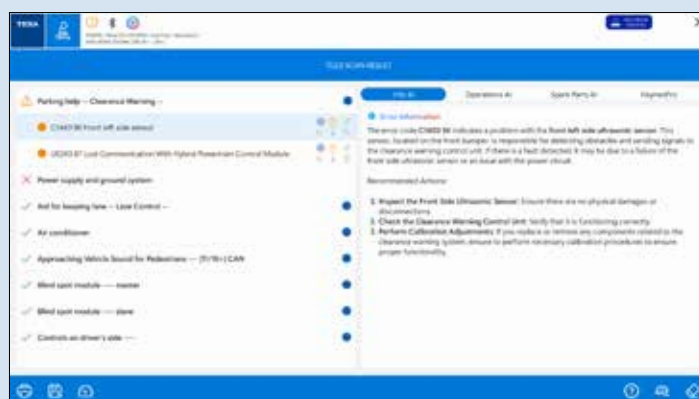 TEXA
TGS3 SCAN RESULT
Parking help -- Clearance Warning --
Front left side sensor
Lost Communication With Hybrid Powertrain Control Module
Power supply and ground system
Aid for keeping lane -- Lane Control --
Air conditioner
Approaching Vehicle Sound for Pedestrians --- CAN
Blind spot module --- master
Blind spot module --- slave
Controls on driver's side ---
Info AI
Operations AI
Spare Parts AI
HaynesPro
Error Information
The error code indicates a problem with the front left side ultrasonic sensor. This
sensor, located on the front bumper, is responsible for detecting obstacles and sending signals to
the clearance warning control unit. If there is a fault detected, it may be due to a failure of the
front side ultrasonic sensor or an issue with the power circuit.
Recommended Actions:
1. Inspect the Front Side Ultrasonic Sensor: Ensure there are no physical damages or
disconnections.
2. Check the Clearance Warning Control Unit: Verify that it is functioning correctly.
3. Perform Calibration Adjustments: If you replace or remove any components related to the
clearance warning system, ensure to perform necessary calibration procedures to ensure
proper functionality.